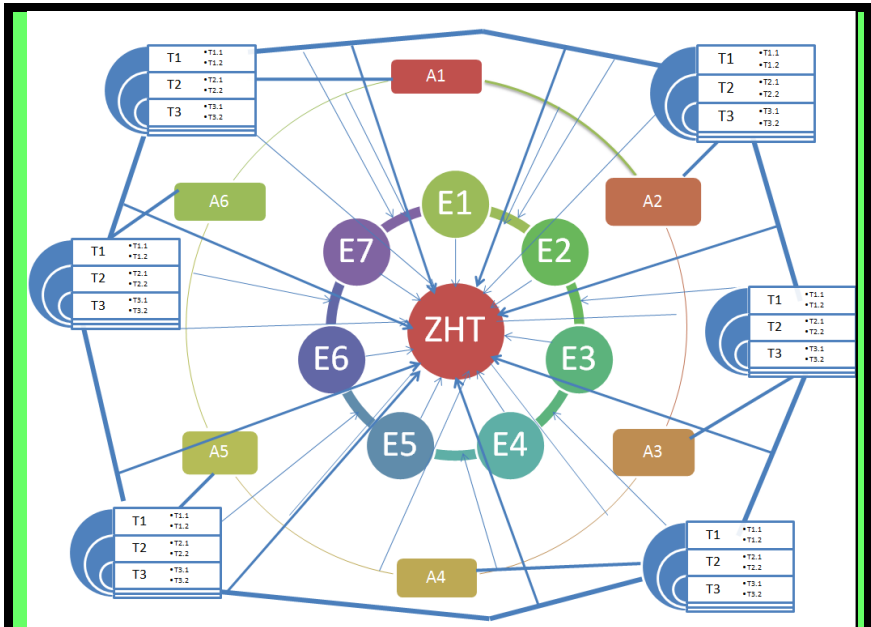 T1
•T1.1
•T1.2
T2
•T2.1
•T2.2
T3
•T3.1
•T3.2
A1
T1
•T1.1
•T1.2
T2
•T2.1
•T2.2
T3
•T3.1
•T3.2
A6
A2
E1
E7
E2
T1
•T1.1
•T1.2
T2
•T2.1
•T2.2
T3
•T3.1
•T3.2
ZHT
T1
•T1.1
•T1.2
T2
•T2.1
•T2.2
T3
•T3.1
•T3.2
E6
E3
E5
E4
A5
A3
T1
•T1.1
•T1.2
T2
•T2.1
•T2.2
T3
•T3.1
•T3.2
A4
T1
•T1.1
•T1.2
T2
•T2.1
•T2.2
T3
•T3.1
•T3.2